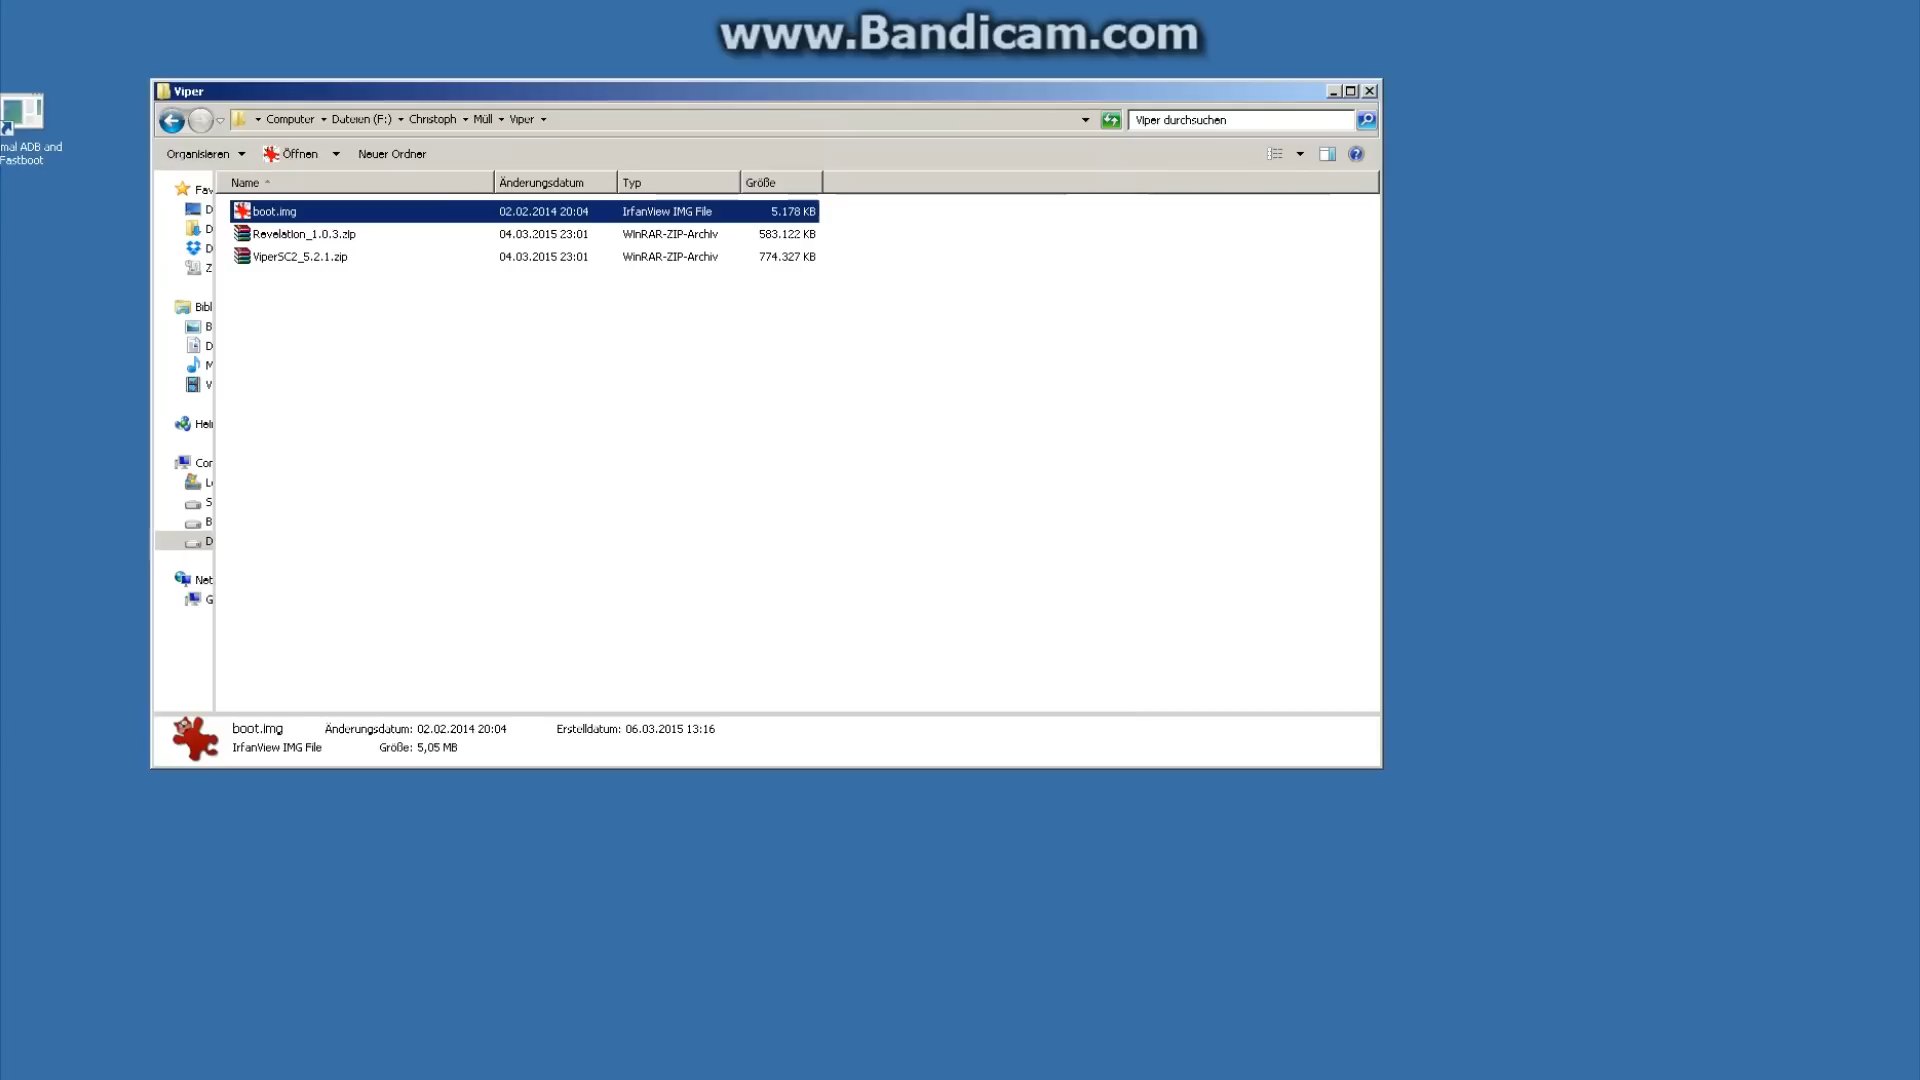 www.Bandicam.com
Viper
Computer Dateien (F:) Christoph Müll Viper
Viper durchsuchen
Organisieren Öffnen Neuer Ordner
mal ADB and
Fastboot
Name Änderungsdatum Typ Größe
Fav
boot.img 02.02.2014 20:04 IrfanView IMG File 5.178 KB
D
Revelation_1.0.3.zip 04.03.2015 23:01 WinRAR-ZIP-Archiv 583.122 KB
D
ViperSC2_5.2.1.zip 04.03.2015 23:01 WinRAR-ZIP-Archiv 774.327 KB
D
Z
Bibl
B
D
M
V
Con
S
B
D
Net
G
boot.img Änderungsdatum: 02.02.2014 20:04 Erstelldatum: 06.03.2015 13:16
IrfanView IMG File Größe: 5,05 MB